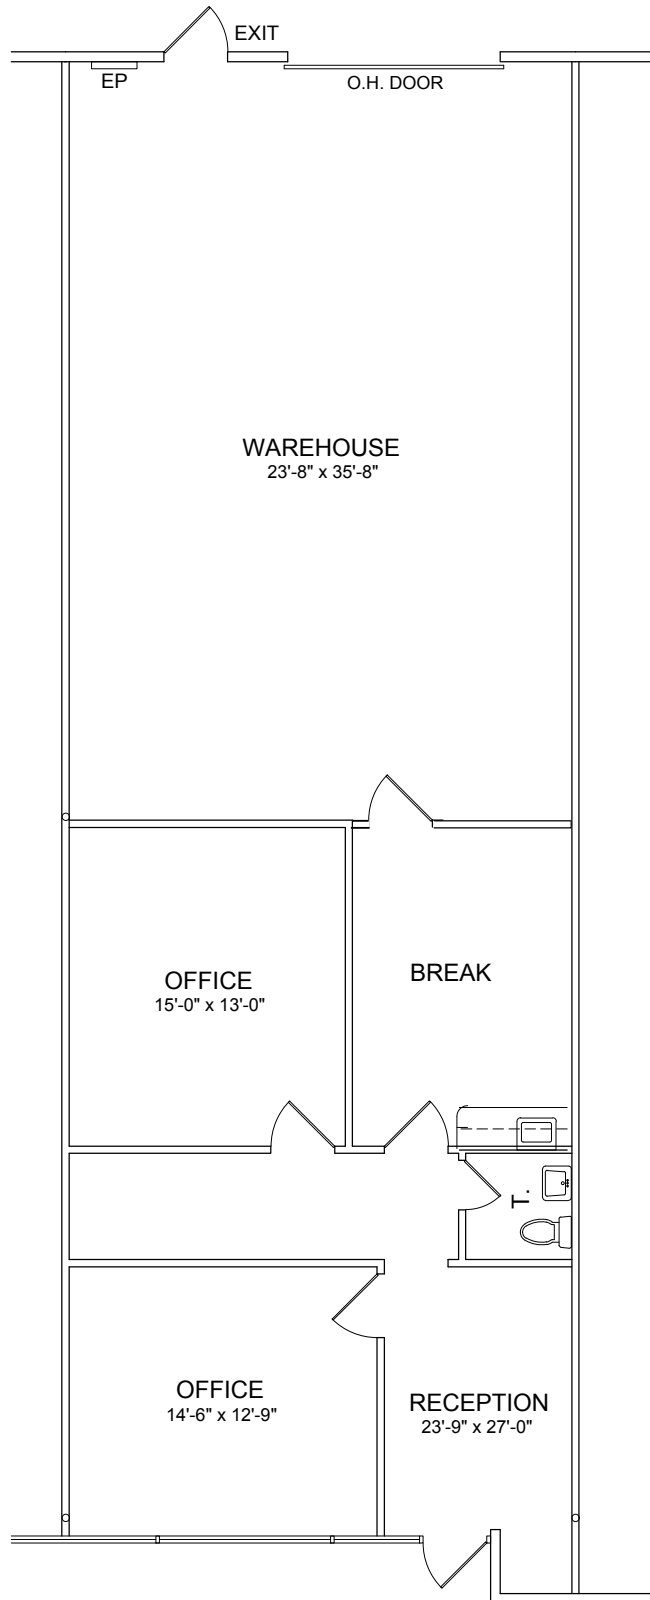 EXIT
EP
O.H. DOOR
WAREHOUSE
23'-8" x 35'-8"
OFFICE
15'-0" x 13'-0"
BREAK
T.
OFFICE
14'-6" x 12'-9"
RECEPTION
23'-9" x 27'-0"